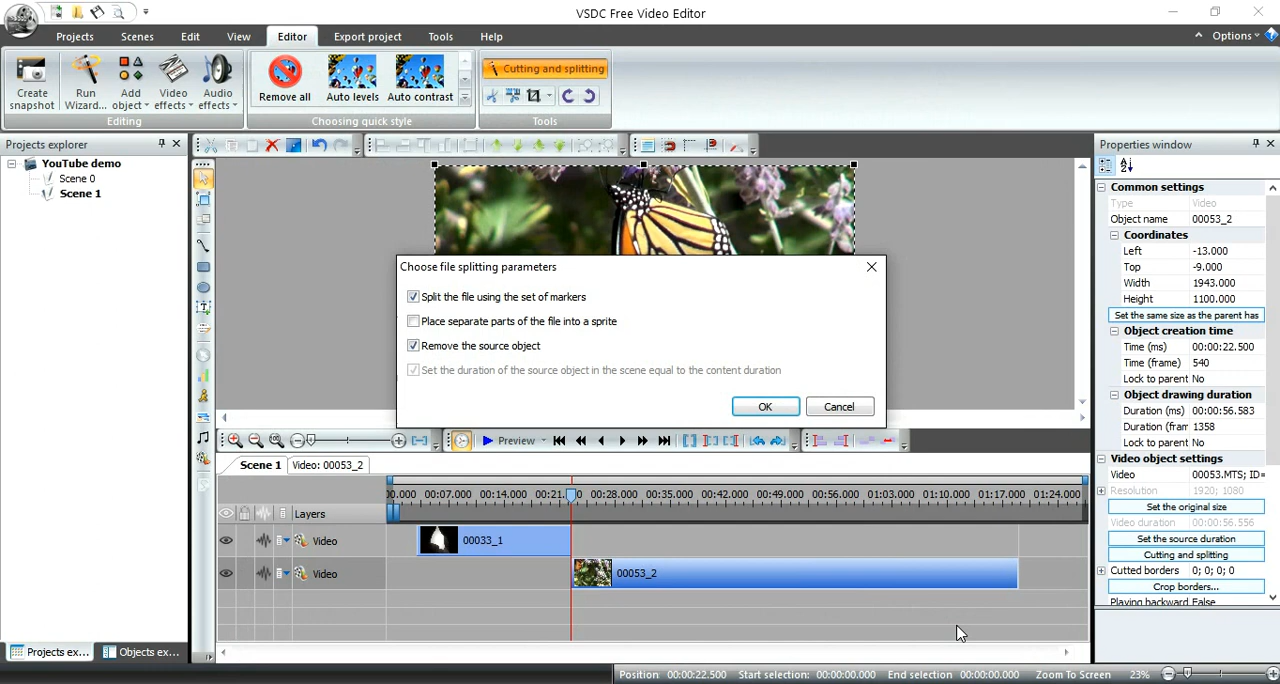 VSDC Free Video Editor
Projects Scenes Edit View Editor Export project Tools Help Options
Create snapshot
Run Wizard...
Add object
Video effects
Audio effects
Editing
Remove all
Auto levels
Auto contrast
Choosing quick style
Cutting and splitting
Tools
Projects explorer
YouTube demo
Scene 0
Scene 1
Projects ex...
Objects ex...
Choose file splitting parameters
Split the file using the set of markers
Place separate parts of the file into a sprite
Remove the source object
Set the duration of the source object in the scene equal to the content duration
OK Cancel
Preview
Scene 1 Video: 00053_2
00.000 00:07.000 00:14.000 00:21. 0 00:28.000 00:35.000 00:42.000 00:49.000 00:56.000 01:03.000 01:10.000 01:17.000 01:24.000
Layers
Video 00033_1
Video 00053_2
Properties window
Common settings
Type Video
Object name 00053_2
Coordinates
Left -13.000
Top -9.000
Width 1943.000
Height 1100.000
Set the same size as the parent has
Object creation time
Time (ms) 00:00:22.500
Time (frame) 540
Lock to parent No
Object drawing duration
Duration (ms) 00:00:56.583
Duration (frame) 1358
Lock to parent No
Video object settings
Video 00053.MTS; ID=
Resolution 1920; 1080
Set the original size
Video duration 00:00:56.556
Set the source duration
Cutting and splitting
Cutted borders 0; 0; 0; 0
Crop borders...
Playing backward False
Position: 00:00:22.500 Start selection: 00:00:00.000 End selection 00:00:00.000 Zoom To Screen 23%